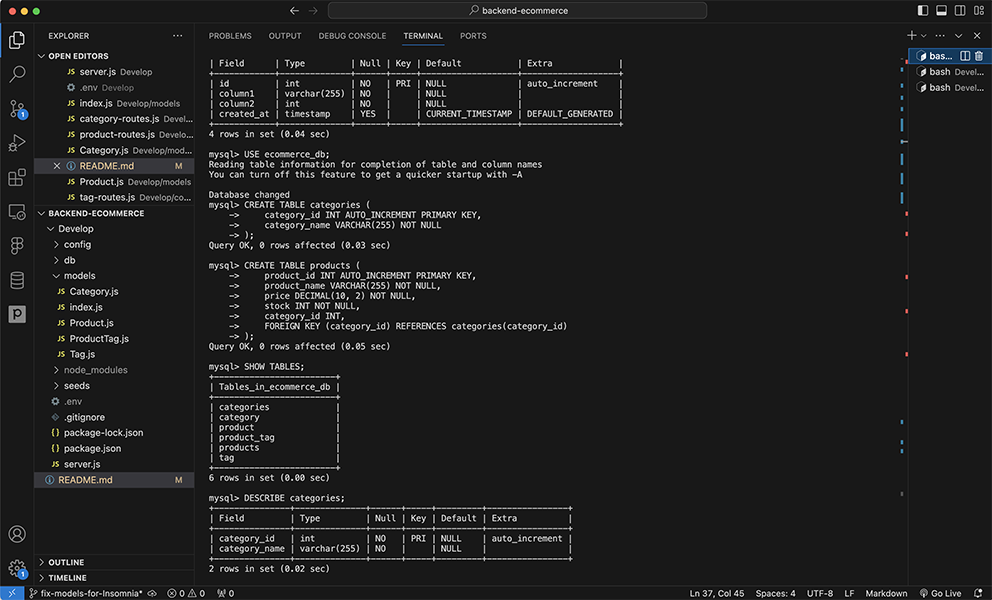 backend-ecommerce
EXPLORER
OPEN EDITORS
server.js Develop
.env Develop
JS index.js Develop/models
JS category-routes.js Devel...
JS product-routes.js Develo...
JS Category.js Develop/mod...
README.md M
JS Product.js Develop/models
JS tag-routes.js Develop/co...
BACKEND-ECOMMERCE
Develop
config
db
models
JS Category.js
JS index.js
JS Product.js
JS ProductTag.js
JS Tag.js
node_modules
seeds
.env
.gitignore
{} package-lock.json
{} package.json
JS server.js
README.md M
OUTLINE
TIMELINE
PROBLEMS OUTPUT DEBUG CONSOLE TERMINAL PORTS
| Field | Type | Null | Key | Default | Extra |
| id | int | NO | PRI | NULL | auto_increment |
| column1 | varchar(255) | NO | | NULL | |
| column2 | int | NO | | NULL | |
| created_at | timestamp | YES | | CURRENT_TIMESTAMP | DEFAULT_GENERATED |
4 rows in set (0.04 sec)
mysql> USE ecommerce_db;
Reading table information for completion of table and column names
You can turn off this feature to get a quicker startup with -A
Database changed
mysql> CREATE TABLE categories (
-> category_id INT AUTO_INCREMENT PRIMARY KEY,
-> category_name VARCHAR(255) NOT NULL
-> );
Query OK, 0 rows affected (0.03 sec)
mysql> CREATE TABLE products (
-> product_id INT AUTO_INCREMENT PRIMARY KEY,
-> product_name VARCHAR(255) NOT NULL,
-> price DECIMAL(10, 2) NOT NULL,
-> stock INT NOT NULL,
-> category_id INT,
-> FOREIGN KEY (category_id) REFERENCES categories(category_id)
-> );
Query OK, 0 rows affected (0.05 sec)
mysql> SHOW TABLES;
| Tables_in_ecommerce_db |
| categories |
| category |
| product |
| product_tag |
| products |
| tag |
6 rows in set (0.00 sec)
mysql> DESCRIBE categories;
| Field | Type | Null | Key | Default | Extra |
| category_id | int | NO | PRI | NULL | auto_increment |
| category_name | varchar(255) | NO | | NULL | |
2 rows in set (0.02 sec)
bas...
bash Devel...
bash Devel...
1
1
fix-models-for-Insomnia* 0 0 0 Ln 37, Col 45 Spaces: 4 UTF-8 LF Markdown Go Live